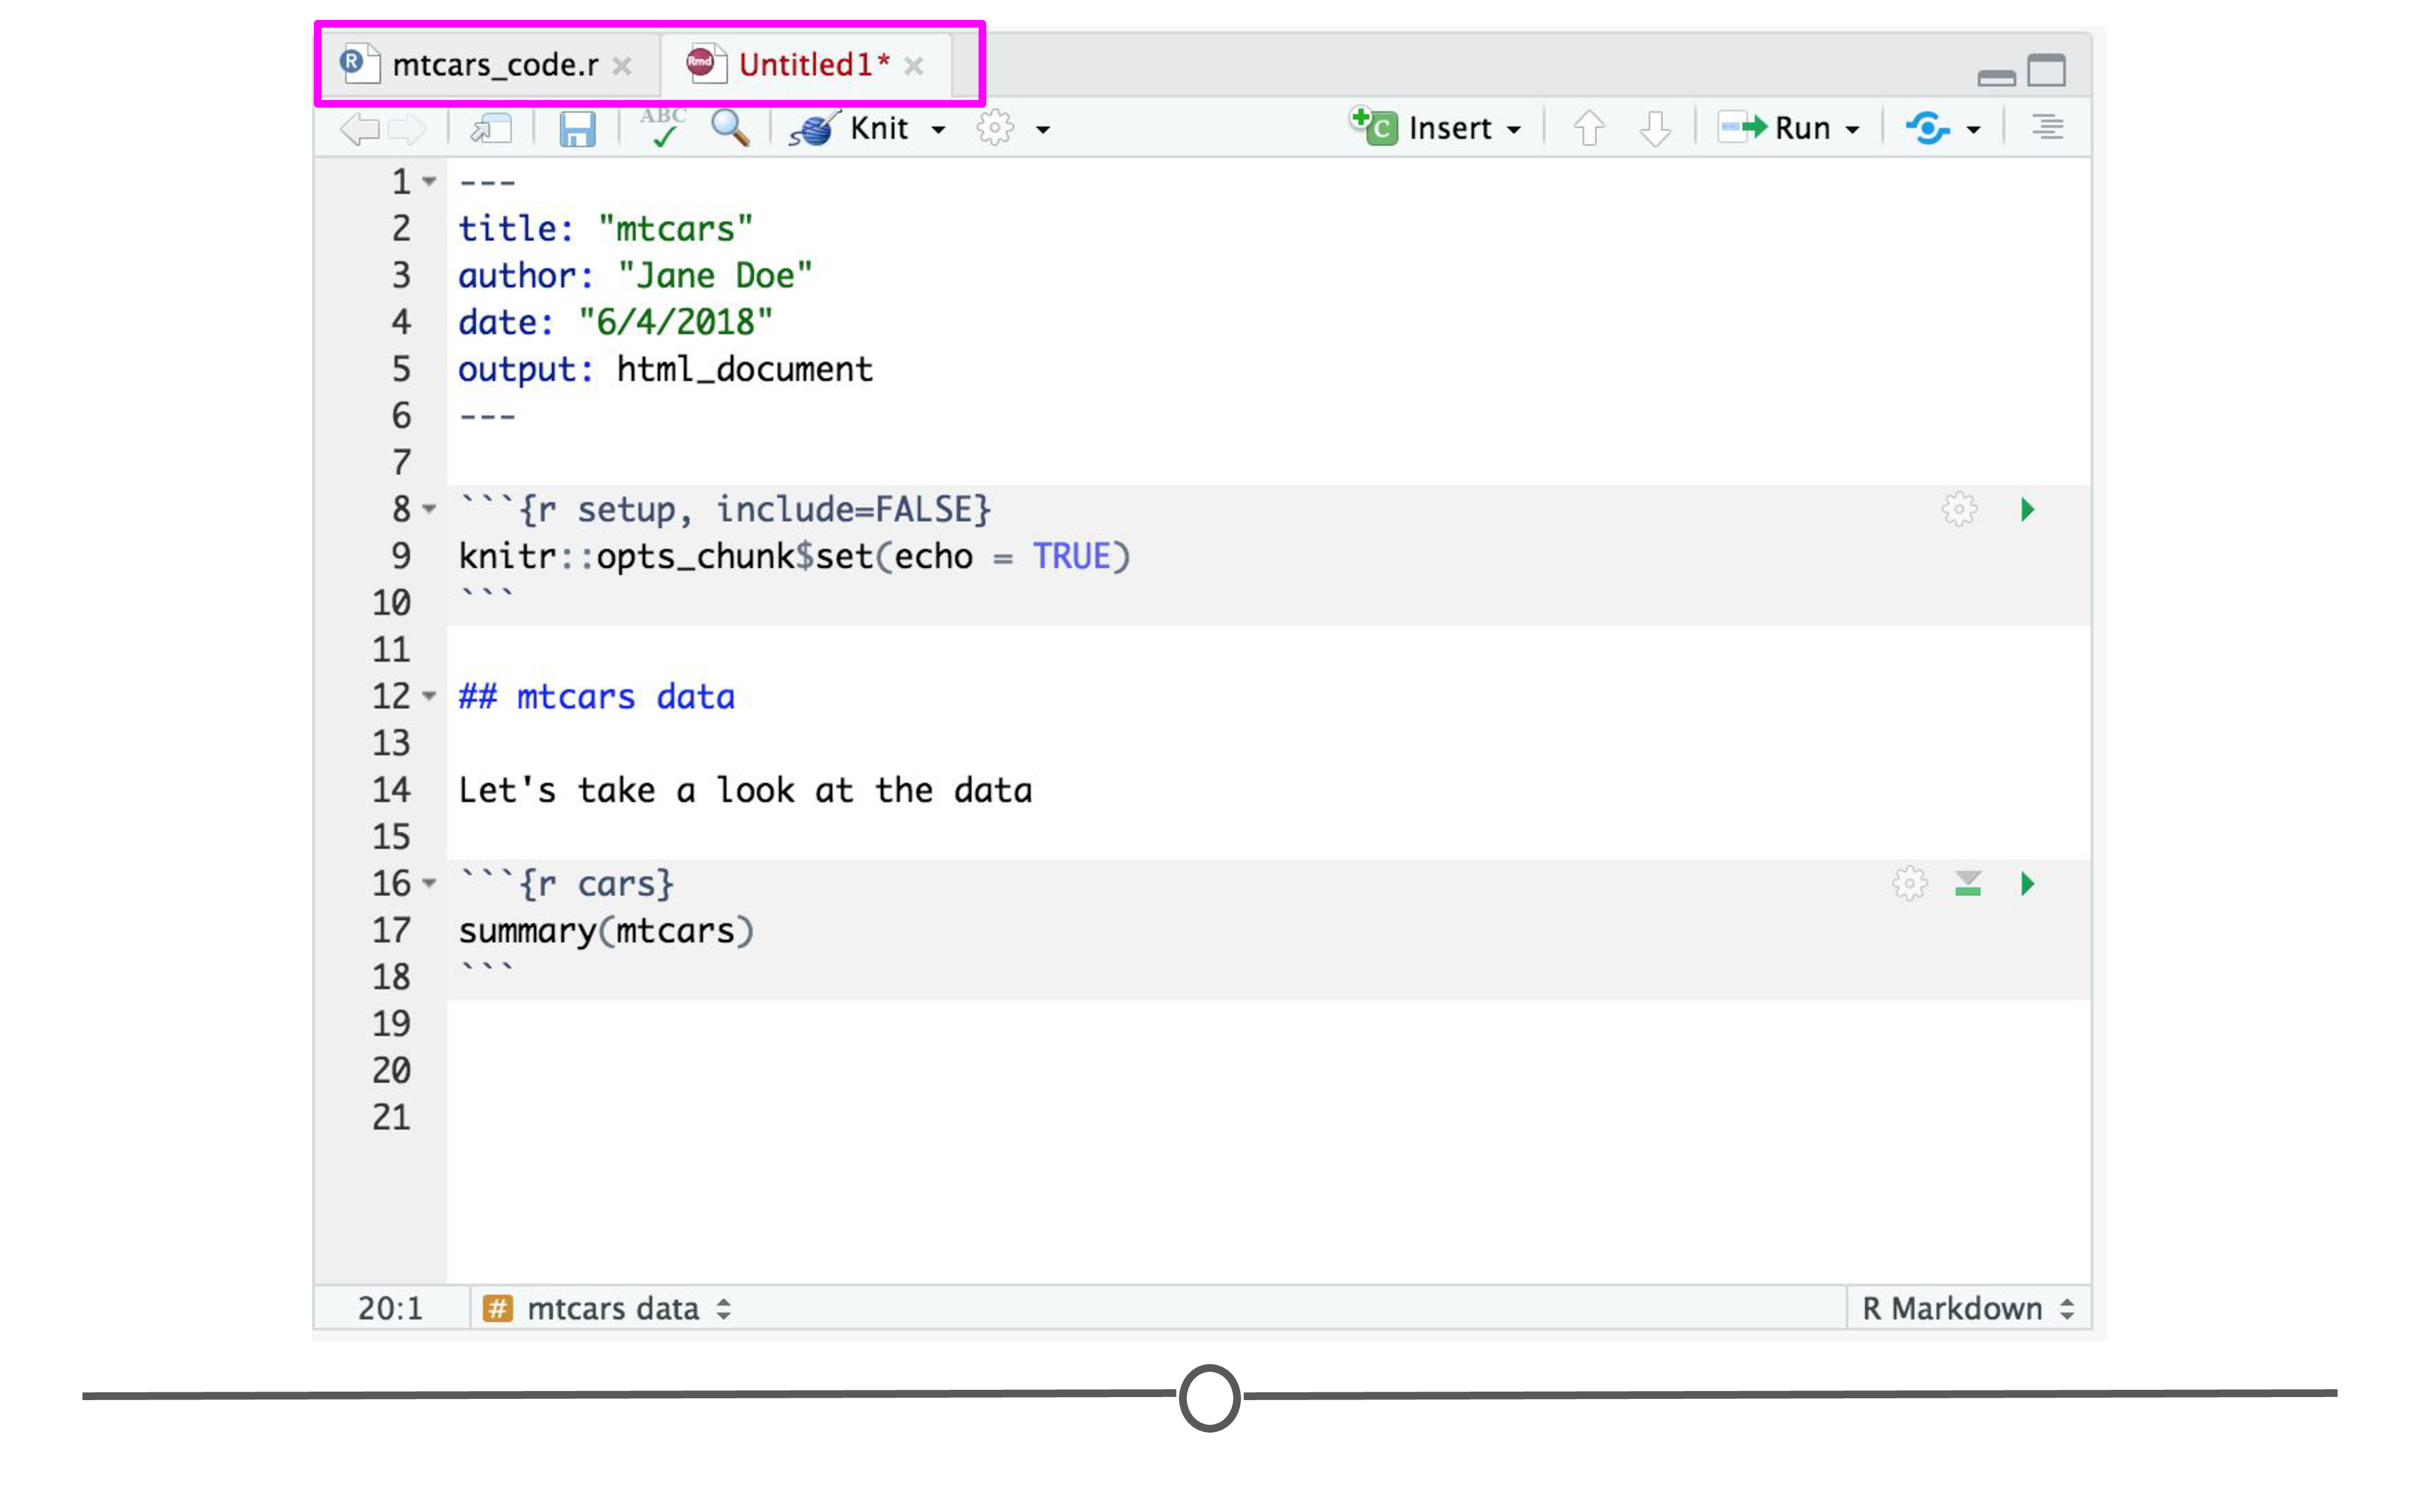 R mtcars_code.r × Rmd Untitled1* ×
ABC Knit C Insert Run
1 ---
2 title: "mtcars"
3 author: "Jane Doe"
4 date: "6/4/2018"
5 output: html_document
6 ---
7
8 ```{r setup, include=FALSE}
9 knitr::opts_chunk$set(echo = TRUE)
10 ```
11
12 ## mtcars data
13
14 Let's take a look at the data
15
16 ```{r cars}
17 summary(mtcars)
18 ```
19
20
21
20:1 # mtcars data R Markdown